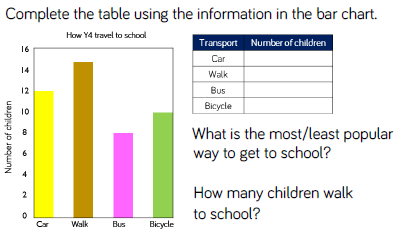 Complete the table using the information in the bar chart.
How Y4 travel to school
Number of children
16
14
12
10
8
6
4
2
0
Car Walk Bus Bicycle
Transport Number of children
Car
Walk
Bus
Bicycle
What is the most/least popular
way to get to school?
How many children walk
to school?